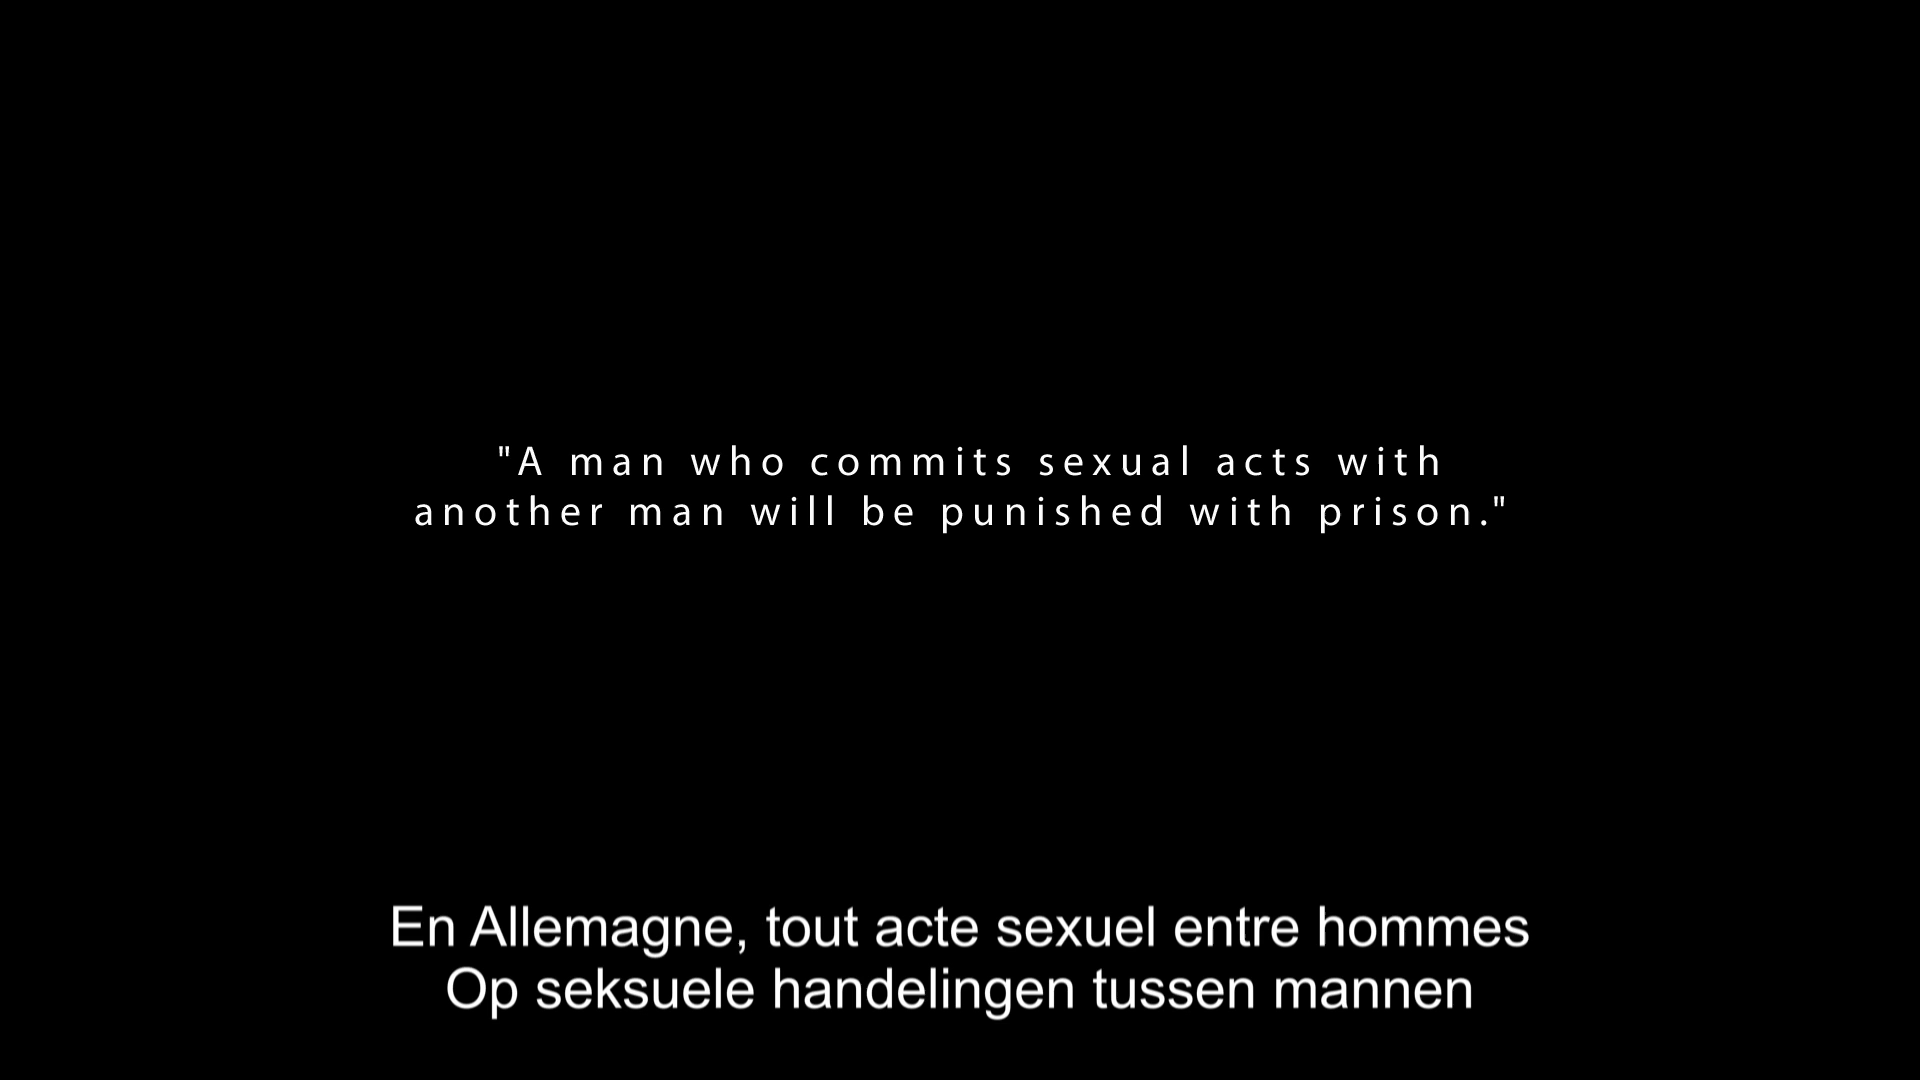 "A man who commits sexual acts with
another man will be punished with prison."
En Allemagne, tout acte sexuel entre hommes
Op seksuele handelingen tussen mannen